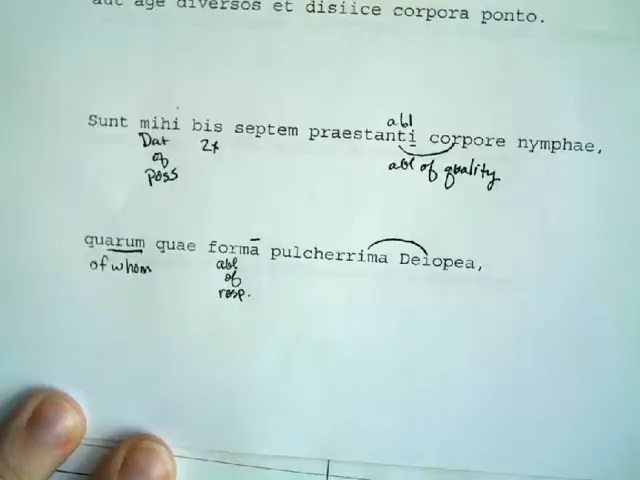 aut age diversos et disiice corpora ponto.
abl
Sunt mihi bis septem praestanti corpore nymphae,
Dat 2x abl of quality
of
poss
quarum quae formā pulcherrima Deiopea,
of whom abl
of
resp.